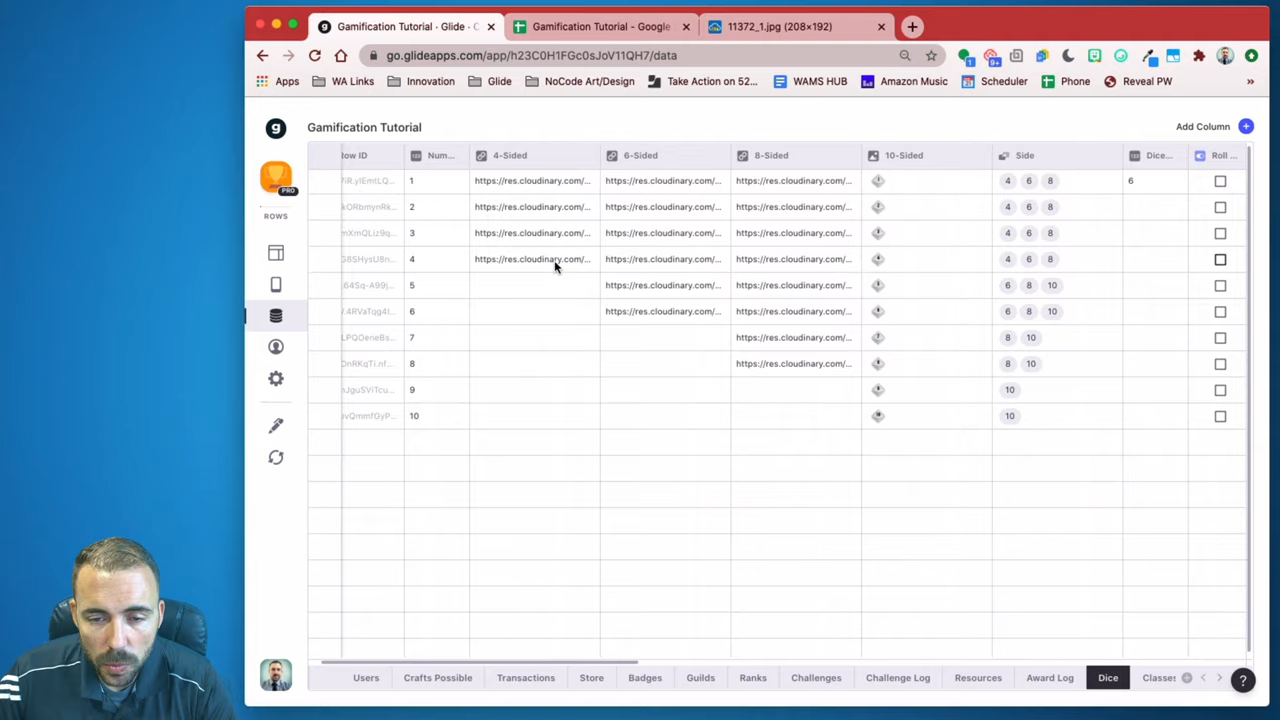 Gamification Tutorial · Glide · C
Gamification Tutorial - Google
11372_1.jpg (208×192)
go.glideapps.com/app/h23C0H1FGc0sJoV11QH7/data
1
9+
Apps
WA Links
Innovation
Glide
NoCode Art/Design
Take Action on 52...
WAMS HUB
Amazon Music
Scheduler
Phone
Reveal PW
»
g
Gamification Tutorial
Add Column
PRO
ROWS
low ID Num... 4-Sided 6-Sided 8-Sided 10-Sided Side Dice... Roll ...
1 https://res.cloudinary.com/... https://res.cloudinary.com/... https://res.cloudinary.com/... 4 6 8 6
2 https://res.cloudinary.com/... https://res.cloudinary.com/... https://res.cloudinary.com/... 4 6 8
3 https://res.cloudinary.com/... https://res.cloudinary.com/... https://res.cloudinary.com/... 4 6 8
4 https://res.cloudinary.com/... https://res.cloudinary.com/... https://res.cloudinary.com/... 4 6 8
5 https://res.cloudinary.com/... https://res.cloudinary.com/... 6 8 10
6 https://res.cloudinary.com/... https://res.cloudinary.com/... 6 8 10
7 https://res.cloudinary.com/... 8 10
8 https://res.cloudinary.com/... 8 10
9 10
10 10
Users Crafts Possible Transactions Store Badges Guilds Ranks Challenges Challenge Log Resources Award Log Dice Classes
?